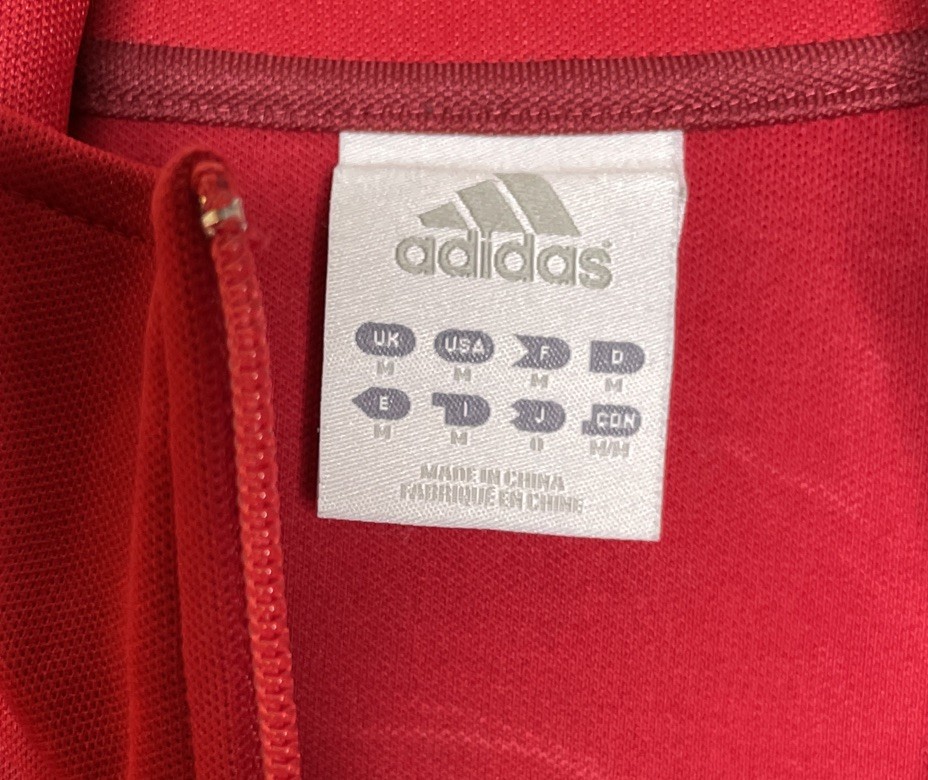 adidas
UK USA F D
M M M M
E I J CDN
M M O M/M
MADE IN CHINA
FABRIQUÉ EN CHINE